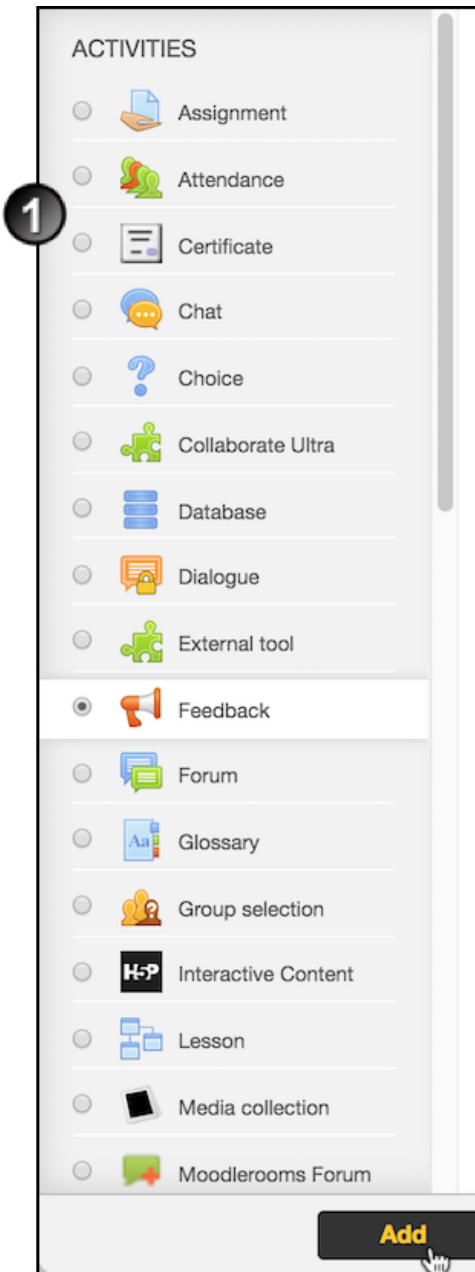 ACTIVITIES
Assignment
Attendance
1
Certificate
Chat
Choice
Collaborate Ultra
Database
Dialogue
External tool
Feedback
Forum
Aa
Glossary
Group selection
H5P Interactive Content
Lesson
Media collection
Moodlerooms Forum
Add